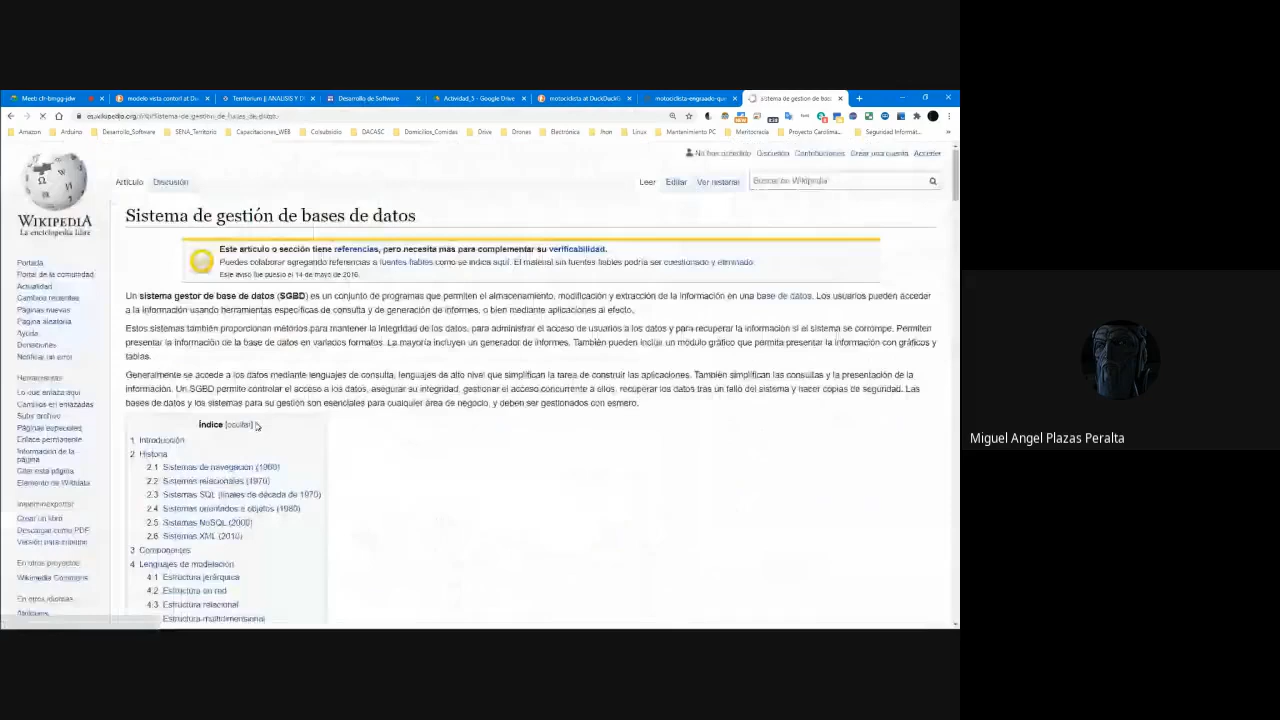 Meet: cfr-bmgg-jdw
modelo vista contorl at Du
Territorium || ANALISIS Y D
Desarrollo de Software
Actividad_5 - Google Drive
motociclista at DuckDuckG
motociclista-engrado-que
sistema de gestion de base
Amazon
Arduino
Desarrollo_Software
SENA_Territorio
Capacitaciones_WEB
Colsubsidio
DACASC
Domicilios_Comidas
Drive
Drones
Electrónica
Jhon
Linux
Mantenimiento PC
Meritocracia
Proyecto Carolina...
Seguridad Informát...
No has accedido Discusión Contribuciones Crear una cuenta Acceder
Artículo Discusión
Leer Editar Ver historial
Buscar en Wikipedia
WIKIPEDIA
La enciclopedia libre
Portada
Portal de la comunidad
Actualidad
Cambios recientes
Páginas nuevas
Página aleatoria
Ayuda
Donaciones
Notificar un error
Herramientas
Lo que enlaza aquí
Cambios en enlazadas
Subir archivo
Páginas especiales
Enlace permanente
Información de la
página
Citar esta página
Elemento de Wikidata
Imprimir/exportar
Crear un libro
Descargar como PDF
Versión para imprimir
En otros proyectos
Wikimedia Commons
En otros idiomas
Sistema de gestión de bases de datos
Este artículo o sección tiene referencias, pero necesita más para complementar su verificabilidad.
Puedes colaborar agregando referencias a fuentes fiables como se indica aquí. El material sin fuentes fiables podría ser cuestionado y eliminado.
Este aviso fue puesto el 14 de mayo de 2016.
Un sistema gestor de base de datos (SGBD) es un conjunto de programas que permiten el almacenamiento, modificación y extracción de la información en una base de datos. Los usuarios pueden acceder
a la información usando herramientas específicas de consulta y de generación de informes, o bien mediante aplicaciones al efecto.
Estos sistemas también proporcionan métodos para mantener la integridad de los datos, para administrar el acceso de usuarios a los datos y para recuperar la información si el sistema se corrompe. Permiten
presentar la información de la base de datos en variados formatos. La mayoría incluyen un generador de informes. También pueden incluir un módulo gráfico que permita presentar la información con gráficos y
tablas.
Generalmente se accede a los datos mediante lenguajes de consulta, lenguajes de alto nivel que simplifican la tarea de construir las aplicaciones. También simplifican las consultas y la presentación de la
información. Un SGBD permite controlar el acceso a los datos, asegurar su integridad, gestionar el acceso concurrente a ellos, recuperar los datos tras un fallo del sistema y hacer copias de seguridad. Las
bases de datos y los sistemas para su gestión son esenciales para cualquier área de negocio, y deben ser gestionados con esmero.
Índice [ocultar]
1 Introducción
2 Historia
2.1 Sistemas de navegación (1960)
2.2 Sistemas relacionales (1970)
2.3 Sistemas SQL (finales de década de 1970)
2.4 Sistemas orientados a objetos (1980)
2.5 Sistemas NoSQL (2000)
2.6 Sistemas XML (2010)
3 Componentes
4 Lenguajes de modelación
4.1 Estructura jerárquica
4.2 Estructura en red
4.3 Estructura relacional
Estructura multidimensional
Miguel Angel Plazas Peralta